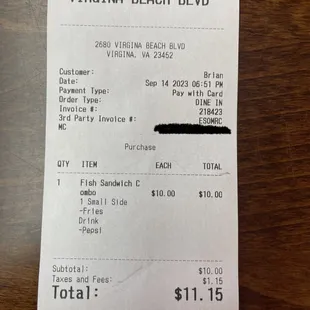 VIRGINA BEACH BLVD
2680 VIRGINA BEACH BLVD
VIRGINA, VA 23452
Customer: Brian
Date: Sep 14 2023 06:51 PM
Payment Type: Pay with Card
Order Type: DINE IN
Invoice #: 218423
3rd Party Invoice #: ESOMRC
MC
Purchase
QTY ITEM EACH TOTAL
1 Fish Sandwich C $10.00 $10.00
ombo
1 Small Side
-Fries
Drink
-Pepsi
Subtotal: $10.00
Taxes and Fees: $1.15
Total: $11.15